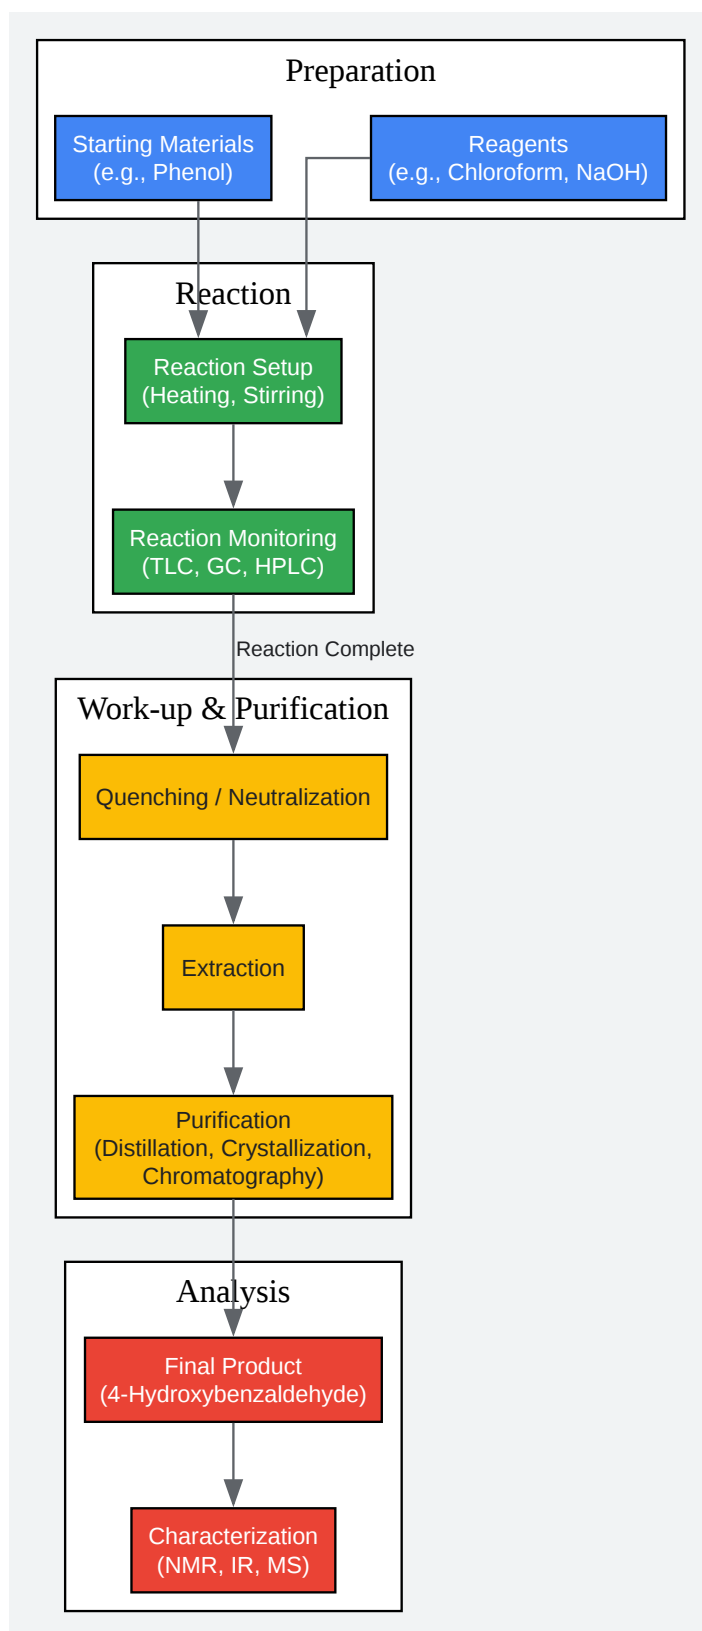 Preparation
Starting Materials
(e.g., Phenol)
Reagents
(e.g., Chloroform, NaOH)
Reaction
Reaction Setup
(Heating, Stirring)
Reaction Monitoring
(TLC, GC, HPLC)
Reaction Complete
Work-up & Purification
Quenching / Neutralization
Extraction
Purification
(Distillation, Crystallization,
Chromatography)
Analysis
Final Product
(4-Hydroxybenzaldehyde)
Characterization
(NMR, IR, MS)